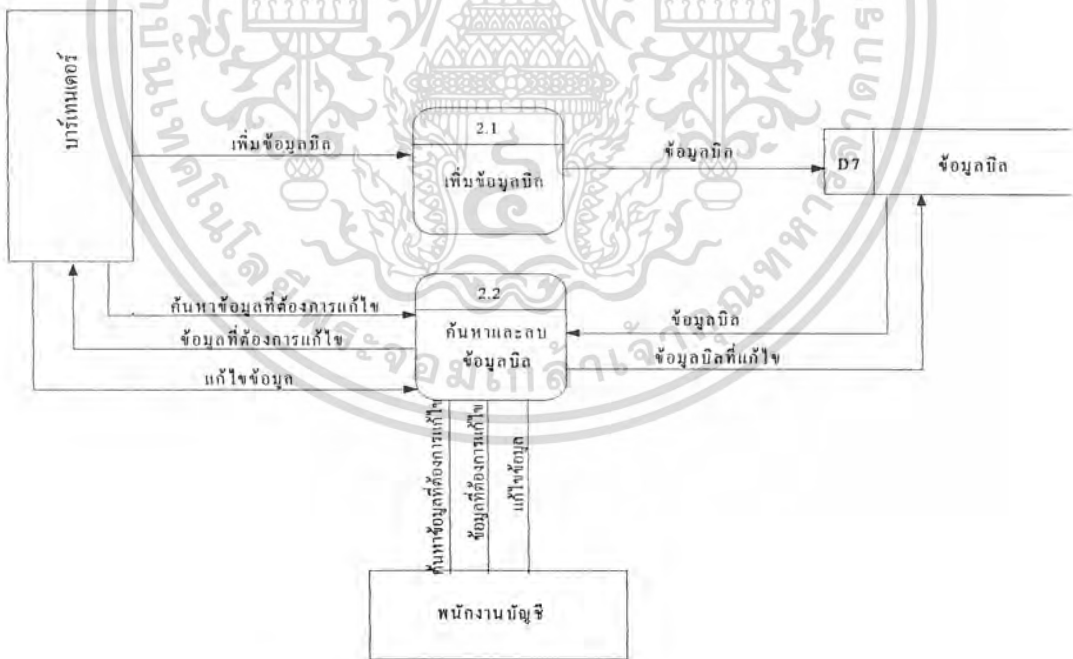 บาร์เทนเดอร์
เพิ่มข้อมูลบิล
2.1
เพิ่มข้อมูลบิล
ข้อมูลบิล
D7
ข้อมูลบิล
ค้นหาข้อมูลที่ต้องการแก้ไข
ข้อมูลที่ต้องการแก้ไข
แก้ไขข้อมูล
2.2
ค้นหาและลบ
ข้อมูลบิล
ข้อมูลบิล
ข้อมูลบิลที่แก้ไข
ค้นหาข้อมูลที่ต้องการแก้ไข
ข้อมูลที่ต้องการแก้ไข
แก้ไขข้อมูล
พนักงานบัญชี